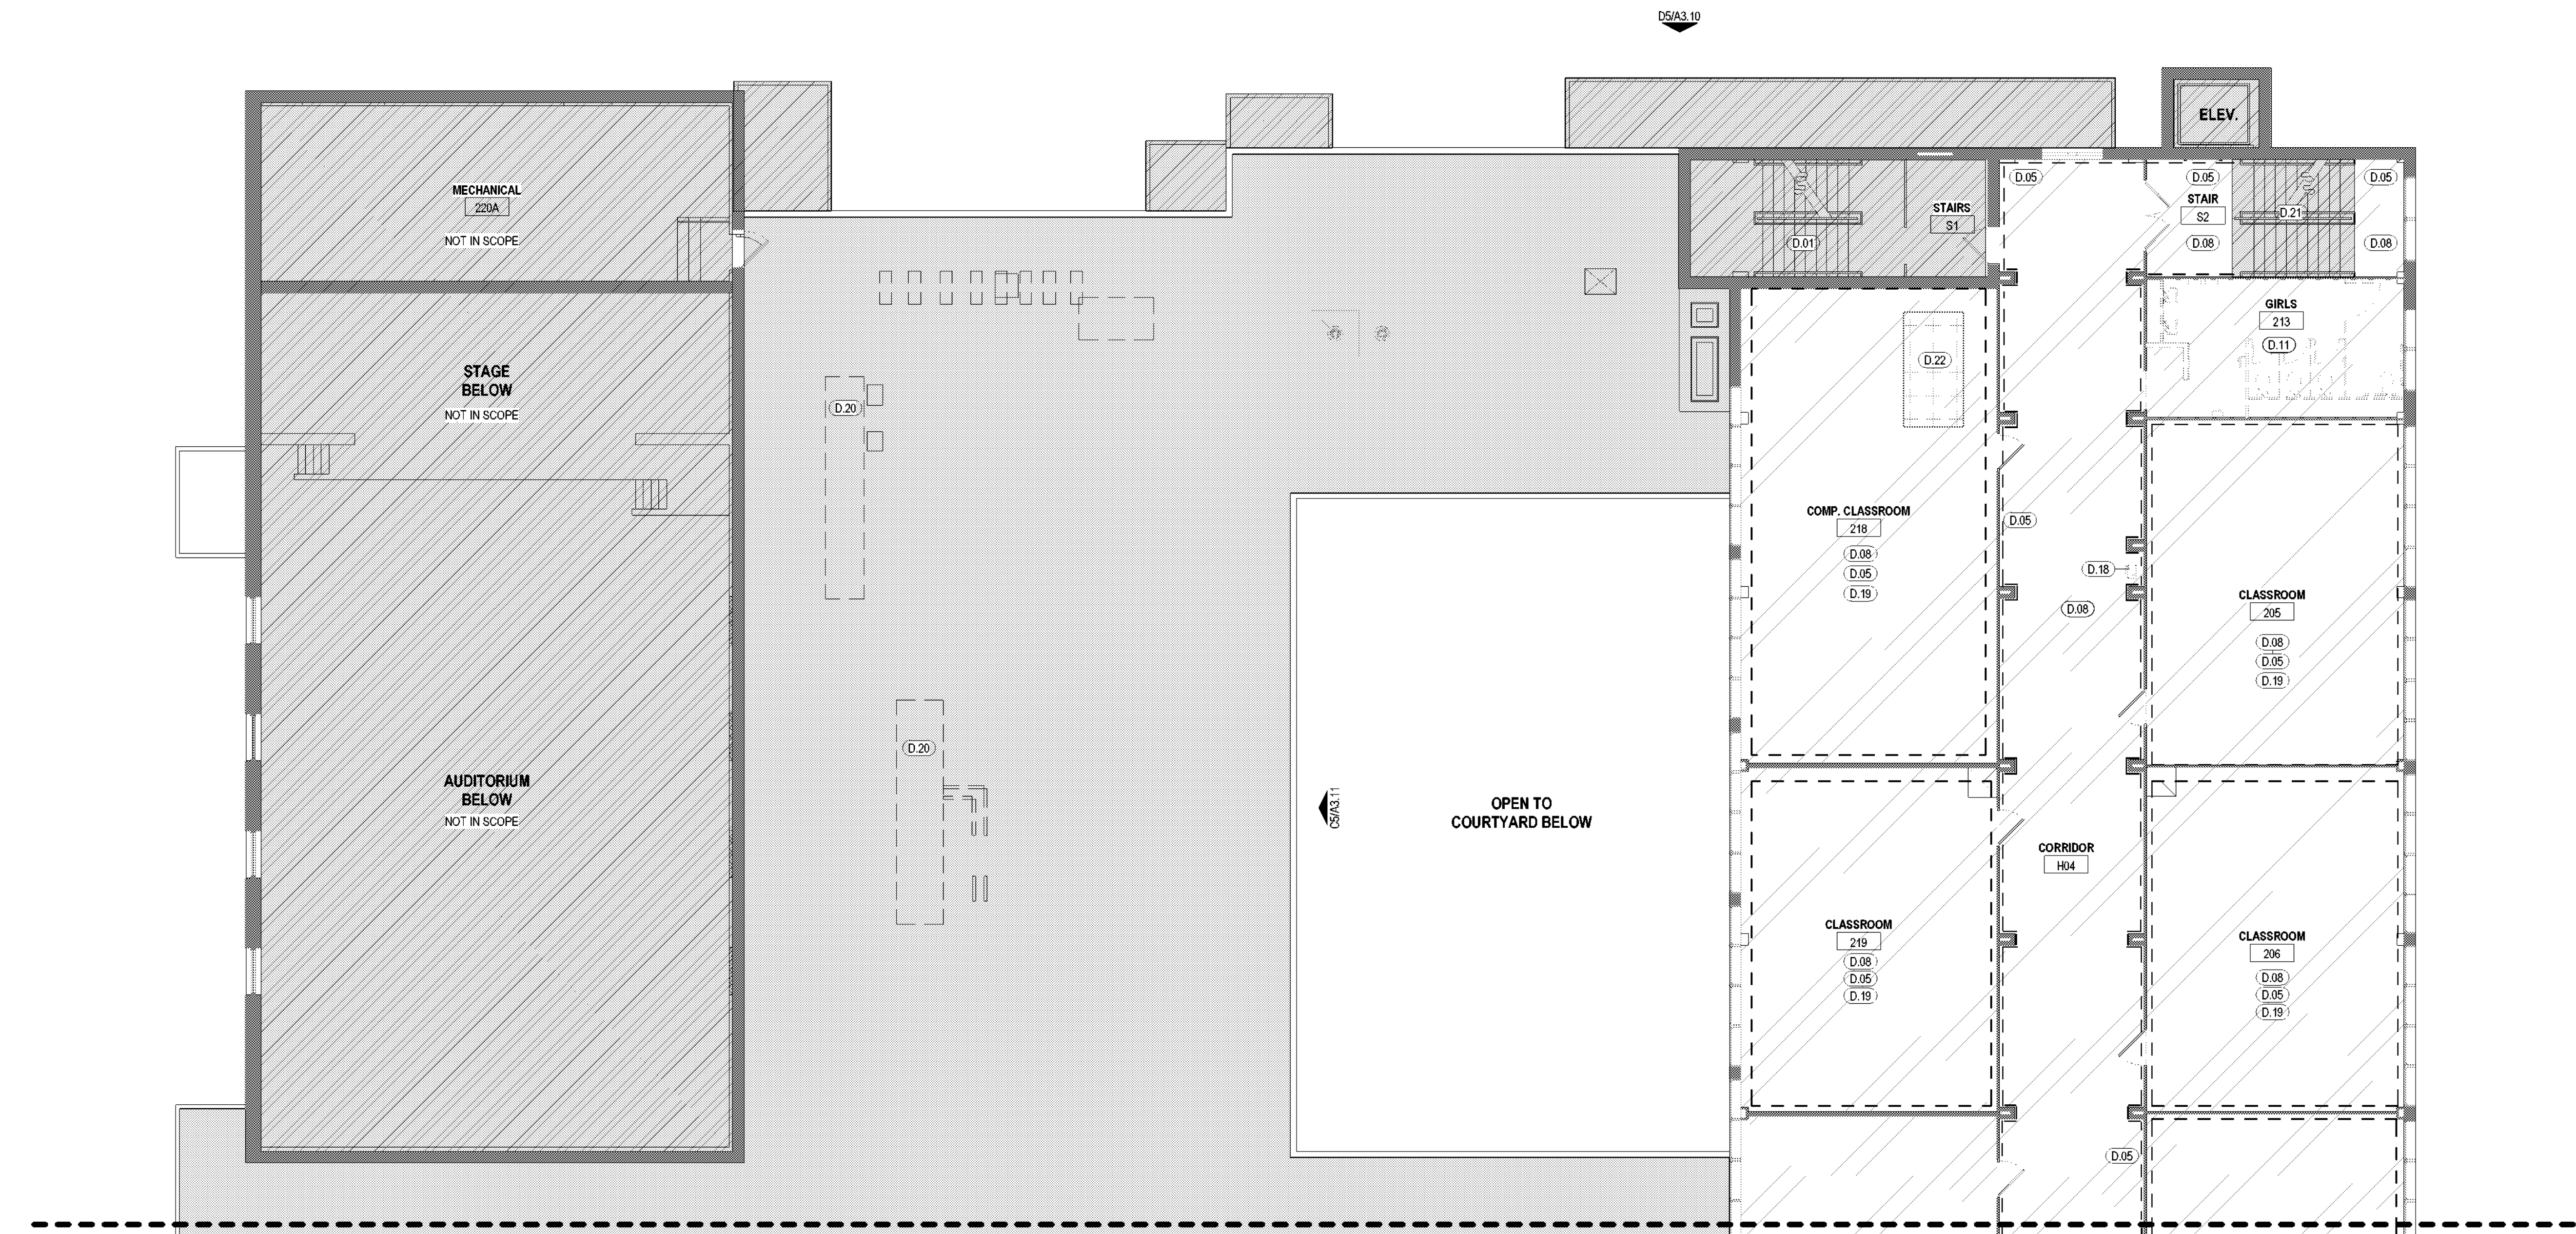 D5/A3.10
ELEV.
MECHANICAL
220A
NOT IN SCOPE
STAGE
BELOW
NOT IN SCOPE
AUDITORIUM
BELOW
NOT IN SCOPE
D.20
D.20
C5/A3.11
OPEN TO
COURTYARD BELOW
STAIRS
S1
D.01
D.05
D.05
D.05
STAIR
S2
D.21
D.08
D.08
GIRLS
213
D.11
D.22
COMP. CLASSROOM
218
D.08
D.05
D.19
D.05
D.18
D.08
CLASSROOM
205
D.08
D.05
D.19
CORRIDOR
H04
CLASSROOM
219
D.08
D.05
D.19
CLASSROOM
206
D.08
D.05
D.19
D.05